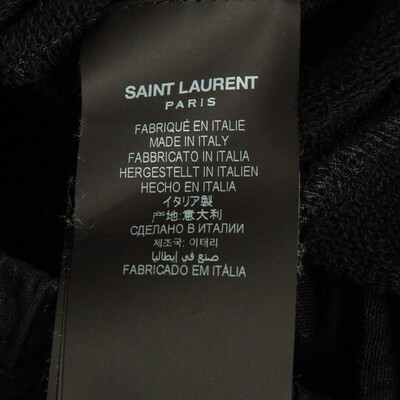 SAINT LAURENT
PARIS
FABRIQUÉ EN ITALIE
MADE IN ITALY
FABBRICATO IN ITALIA
HERGESTELLT IN ITALIEN
HECHO EN ITALIA
イタリア製
产地:意大利
СДЕЛАНО В ИТАЛИИ
제조국: 이태리
صنع في إيطاليا
FABRICADO EM ITÁLIA